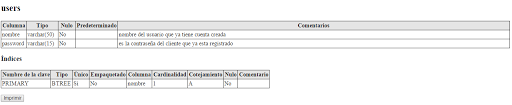 users
Columna Tipo Nulo Predeterminado Comentarios
nombre varchar(50) No nombre del usuario que ya tiene cuenta creada
password varchar(15) No es la contraseña del cliente que ya esta registrado
Índices
Nombre de la clave Tipo Único Empaquetado Columna Cardinalidad Cotejamiento Nulo Comentario
PRIMARY BTREE Sí No nombre 1 A No
Imprimir